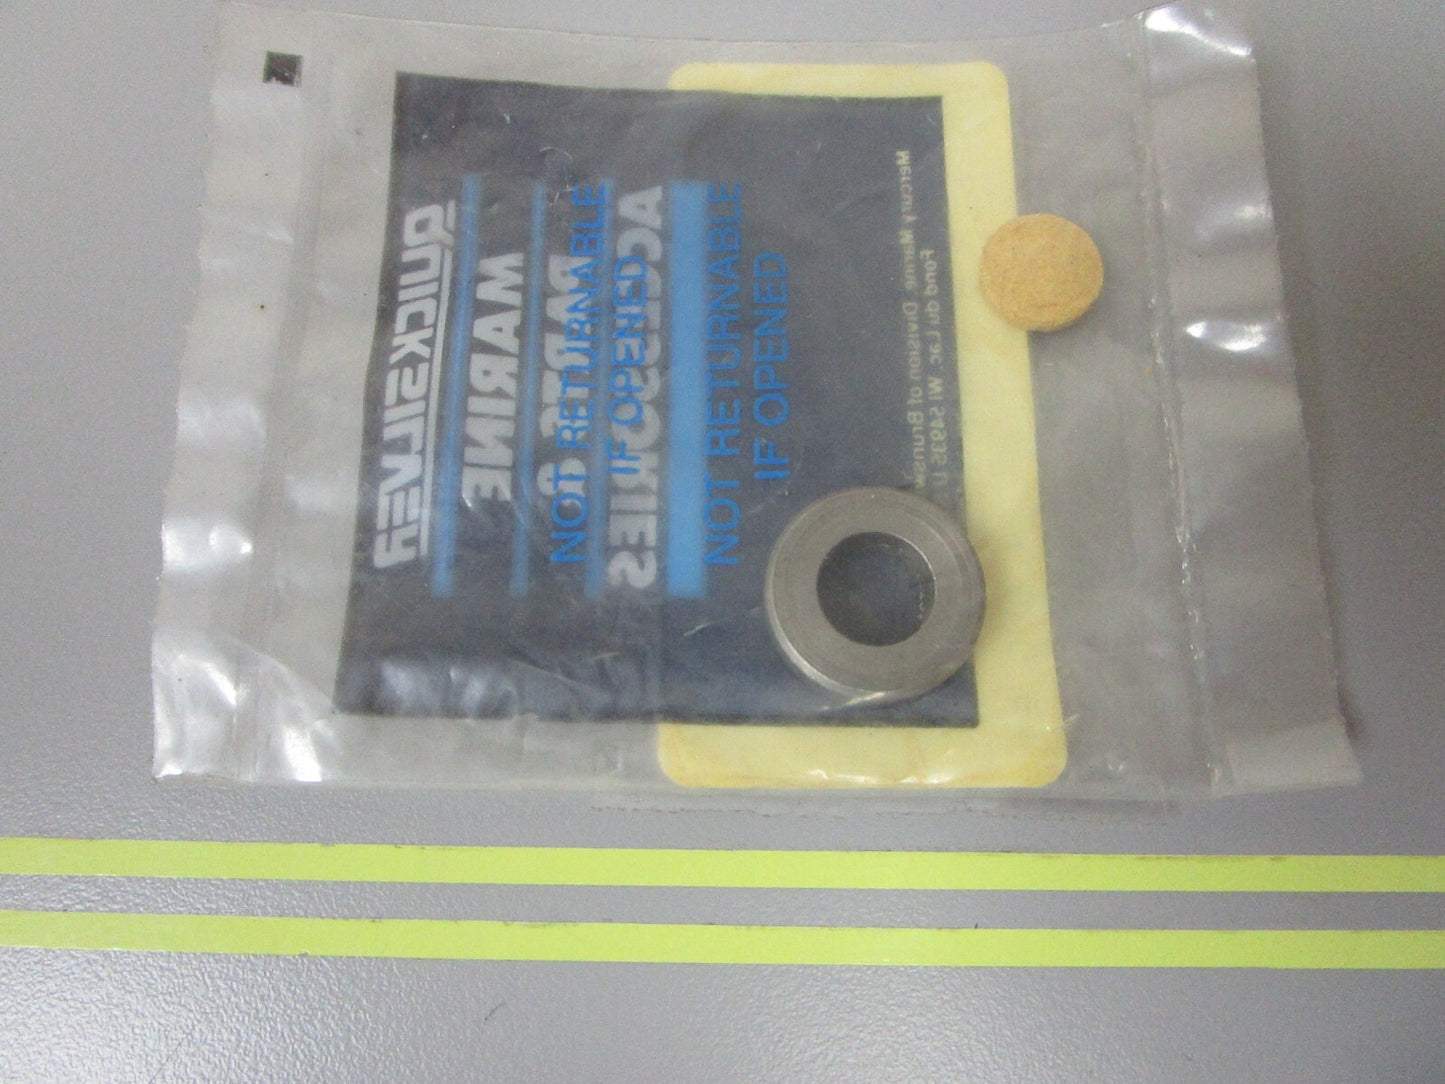 QUICKSILVER
MARINE
PARTS &
ACCESSORIES
NOT RETURNABLE
IF OPENED
NOT RETURNABLE
IF OPENED
Mercury Marine, Division of Brunsw
Fond du Lac, WI 54935 U